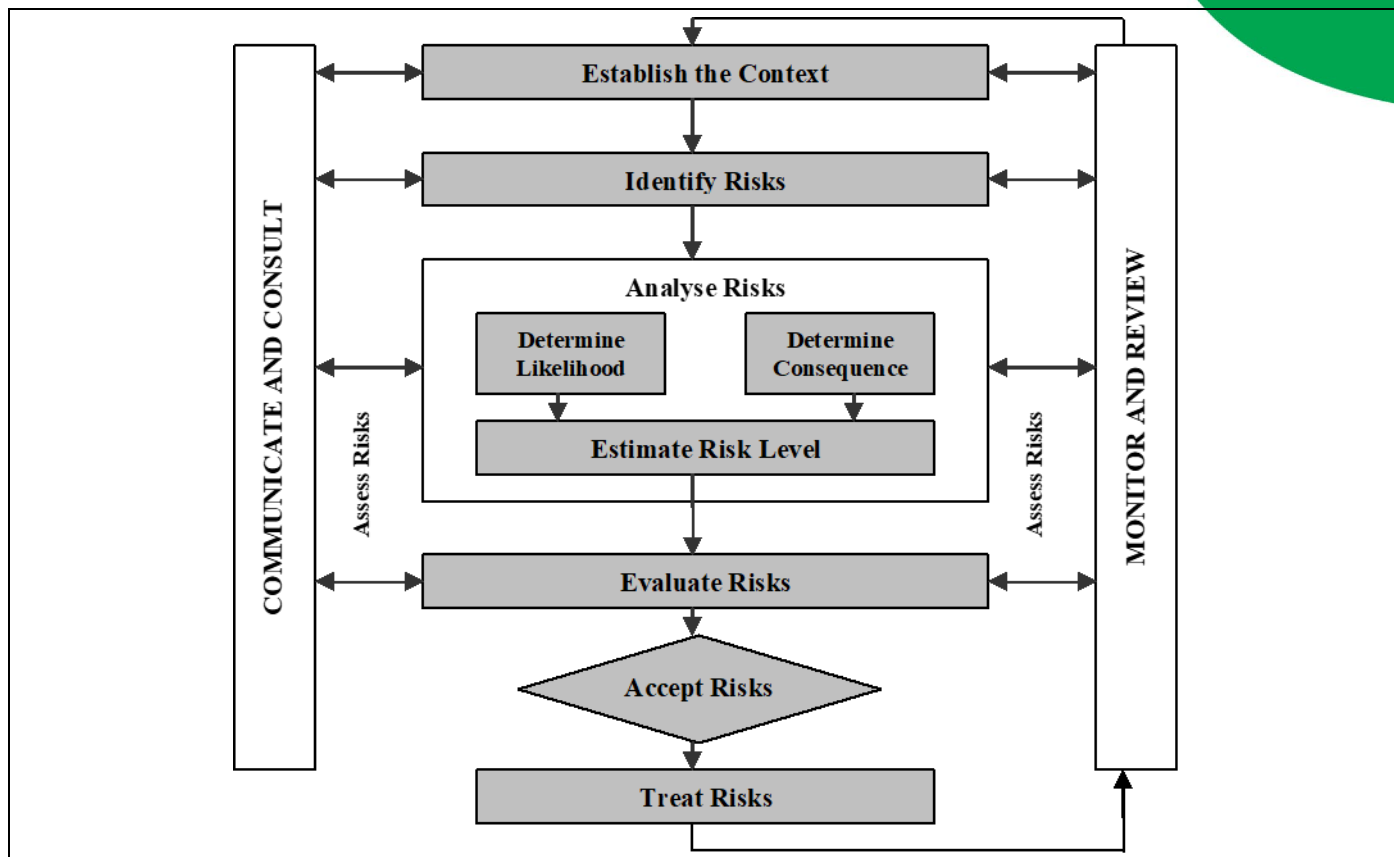 Establish the Context
Identify Risks
Analyse Risks
Determine
Likelihood
Determine
Consequence
Estimate Risk Level
Evaluate Risks
Accept Risks
Treat Risks
COMMUNICATE AND CONSULT
Assess Risks
Assess Risks
MONITOR AND REVIEW